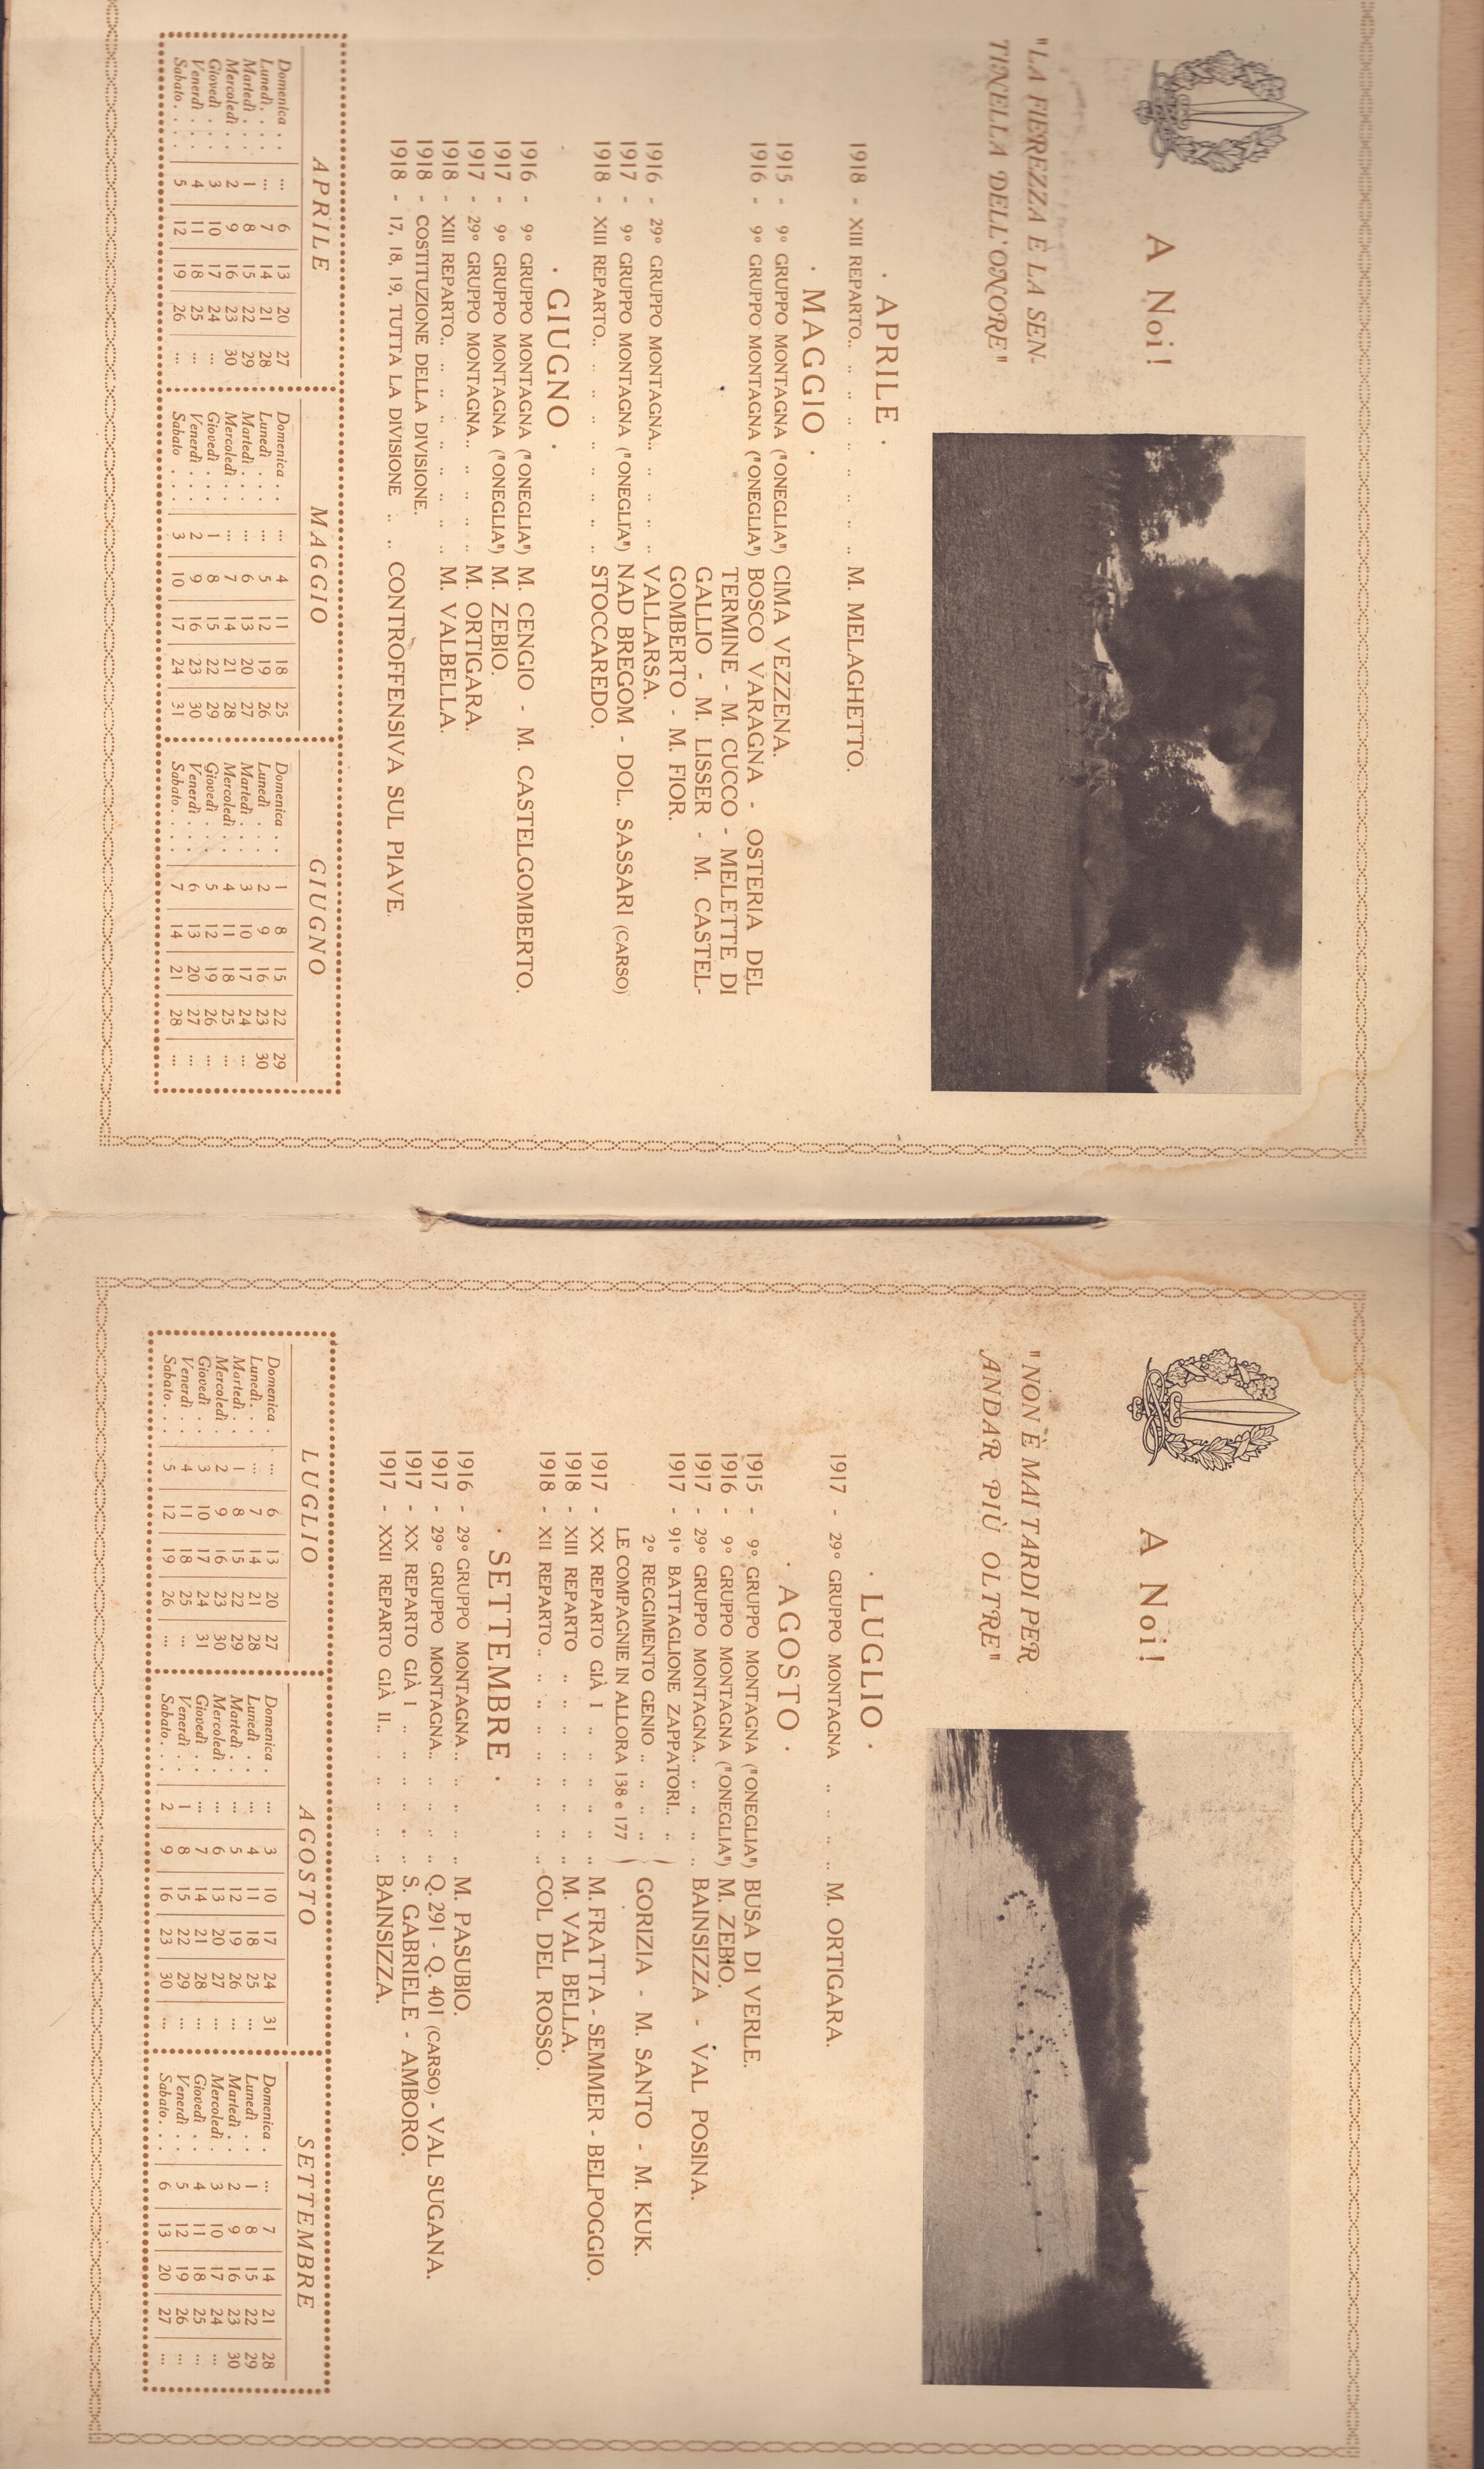 A Noi!
"LA FIEREZZA È LA SEN-
TINELLA DELL'ONORE"
· APRILE ·
1918 - XIII REPARTO.. .. .. .. .. .. .. .. M. MELAGHETTO.
· MAGGIO ·
1915 - 9° GRUPPO MONTAGNA ("ONEGLIA") CIMA VEZZENA.
1916 - 9° GRUPPO MONTAGNA ("ONEGLIA") BOSCO VARAGNA - OSTERIA DEL
TERMINE - M. CUCCO - MELETTE DI
GALLIO - M. LISSER - M. CASTEL-
GOMBERTO - M. FIOR.
1916 - 29° GRUPPO MONTAGNA.. .. .. .. VALLARSA.
1917 - 9° GRUPPO MONTAGNA ("ONEGLIA") NAD BREGOM - DOL. SASSARI (CARSO)
1918 - XIII REPARTO.. .. .. .. .. .. .. .. STOCCAREDO.
· GIUGNO ·
1916 - 9° GRUPPO MONTAGNA ("ONEGLIA") M. CENGIO - M. CASTELGOMBERTO.
1917 - 9° GRUPPO MONTAGNA ("ONEGLIA") M. ZEBIO.
1917 - 29° GRUPPO MONTAGNA.. .. .. .. M. ORTIGARA.
1918 - XIII REPARTO.. .. .. .. .. .. .. .. M. VALBELLA.
1918 - COSTITUZIONE DELLA DIVISIONE.
1918 - 17, 18, 19, TUTTA LA DIVISIONE .. .. CONTROFFENSIVA SUL PIAVE.
APRILE
Domenica . . ... 6 13 20 27
Lunedì . . . ... 7 14 21 28
Martedì . . . 1 8 15 22 29
Mercoledì . . 2 9 16 23 30
Giovedì . . . 3 10 17 24 ...
Venerdì . . . 4 11 18 25 ...
Sabato . . . . 5 12 19 26 ...
MAGGIO
Domenica . . ... 4 11 18 25
Lunedì . . . ... 5 12 19 26
Martedì . . . ... 6 13 20 27
Mercoledì . . ... 7 14 21 28
Giovedì . . . 1 8 15 22 29
Venerdì . . . 2 9 16 23 30
Sabato . . . 3 10 17 24 31
GIUGNO
Domenica . . 1 8 15 22 29
Lunedì . . . 2 9 16 23 30
Martedì . . . 3 10 17 24 ...
Mercoledì . . 4 11 18 25 ...
Giovedì . . . 5 12 19 26 ...
Venerdì . . . 6 13 20 27 ...
Sabato . . . 7 14 21 28 ...
A Noi!
"NON È MAI TARDI PER
ANDAR PIÙ OLTRE"
· LUGLIO ·
1917 - 29° GRUPPO MONTAGNA .. .. .. .. M. ORTIGARA.
· AGOSTO ·
1915 - 9° GRUPPO MONTAGNA ("ONEGLIA") BUSA DI VERLE.
1916 - 9° GRUPPO MONTAGNA ("ONEGLIA") M. ZEBIO.
1917 - 29° GRUPPO MONTAGNA.. .. .. .. BAINSIZZA - VAL POSINA.
1917 - 91° BATTAGLIONE ZAPPATORI.. ..
2° REGGIMENTO GENIO .. .. .. .. GORIZIA - M. SANTO - M. KUK.
LE COMPAGNIE IN ALLORA 138 e 177
1917 - XX REPARTO GIÀ I .. .. .. .. .. M. FRATTA - SEMMER - BELPOGGIO.
1918 - XIII REPARTO .. .. .. .. .. .. .. M. VAL BELLA.
1918 - XII REPARTO.. .. .. .. .. .. .. .. COL DEL ROSSO.
· SETTEMBRE ·
1916 - 29° GRUPPO MONTAGNA .. .. .. .. M. PASUBIO.
1917 - 29° GRUPPO MONTAGNA.. .. .. .. Q. 291 - Q. 401 (CARSO) - VAL SUGANA.
1917 - XX REPARTO GIÀ I .. .. .. .. .. S. GABRIELE - AMBORO.
1917 - XXII REPARTO GIÀ II.. .. .. .. .. BAINSIZZA.
LUGLIO
Domenica . . ... 6 13 20 27
Lunedì . . . ... 7 14 21 28
Martedì . . . 1 8 15 22 29
Mercoledì . . 2 9 16 23 30
Giovedì . . . 3 10 17 24 31
Venerdì . . . 4 11 18 25 ...
Sabato . . . 5 12 19 26 ...
AGOSTO
Domenica . . ... 3 10 17 24 31
Lunedì . . . ... 4 11 18 25 ...
Martedì . . . ... 5 12 19 26 ...
Mercoledì . . ... 6 13 20 27 ...
Giovedì . . . ... 7 14 21 28 ...
Venerdì . . . 1 8 15 22 29 ...
Sabato . . . 2 9 16 23 30 ...
SETTEMBRE
Domenica . . ... 7 14 21 28
Lunedì . . . 1 8 15 22 29
Martedì . . . 2 9 16 23 30
Mercoledì . . 3 10 17 24 ...
Giovedì . . . 4 11 18 25 ...
Venerdì . . . 5 12 19 26 ...
Sabato . . . 6 13 20 27 ...